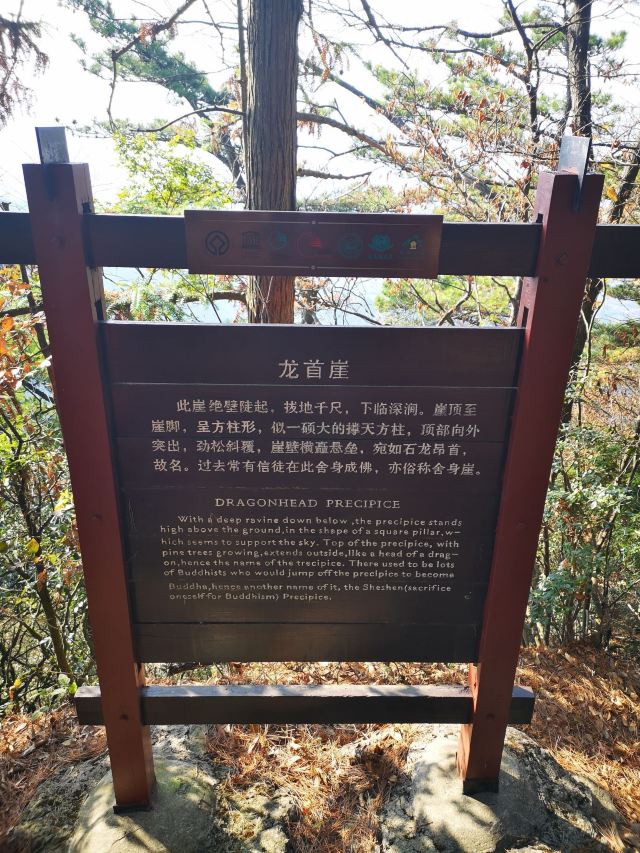 龙首崖
此崖绝壁陡起，拔地千尺，下临深涧。崖顶至
崖脚，呈方柱形，似一硕大的撑天方柱，顶部向外
突出，劲松斜覆，崖壁横矗悬垒，宛如石龙昂首，
故名。过去常有信徒在此舍身成佛，亦俗称舍身崖。
DRAGONHEAD PRECIPICE
With a deep ravine down below ,the precipice stands
high above the ground,in the shape of a square pillar,w-
hich seems to support the sky. Top of the precipice, with
pine trees growing,extends outside,like a head of a drag-
on,hence the name of the trecipice. There used to be lots
of Buddhists who would jump off the precipice to become
Buddha,hence another name of it, the Sheshen(sacrifice
oneself for Buddhism) Precipice.